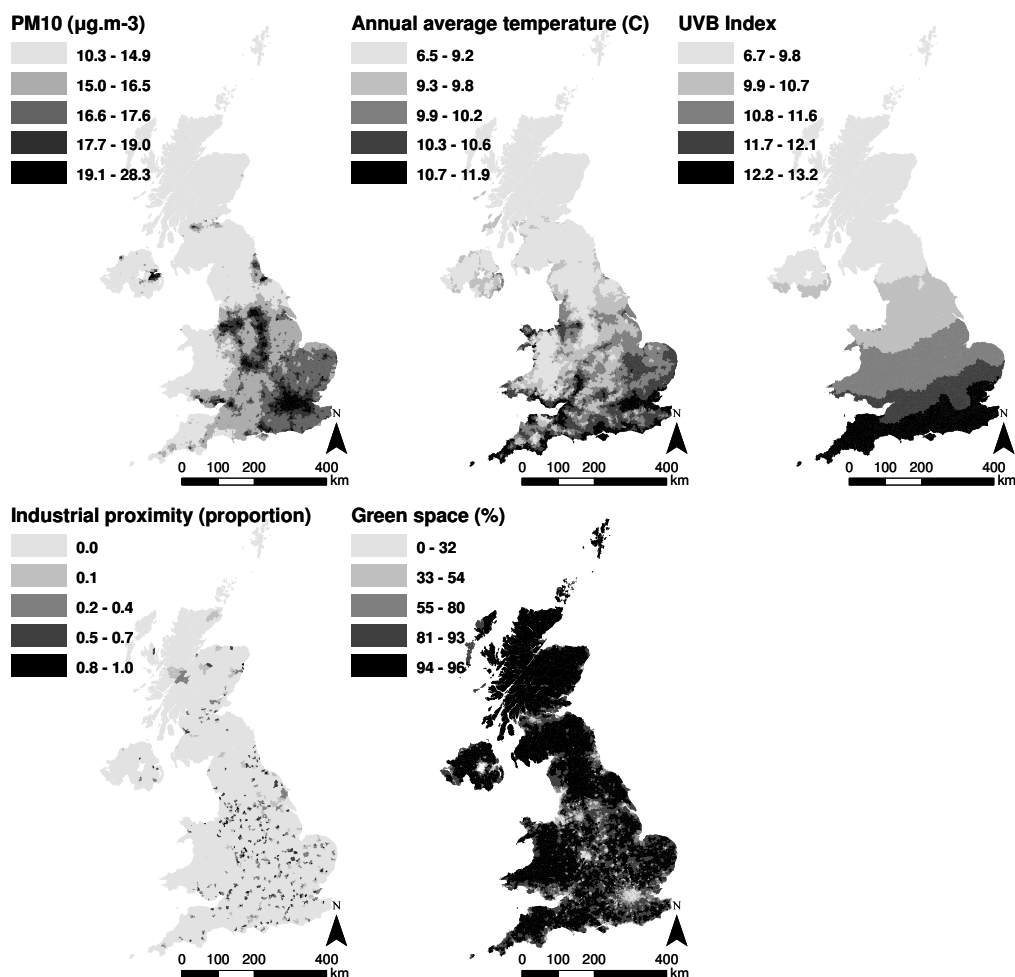 PM10 (µg.m-3)
10.3 - 14.9
15.0 - 16.5
16.6 - 17.6
17.7 - 19.0
19.1 - 28.3
N
0 100 200 400
km
Annual average temperature (C)
6.5 - 9.2
9.3 - 9.8
9.9 - 10.2
10.3 - 10.6
10.7 - 11.9
N
0 100 200 400
km
UVB Index
6.7 - 9.8
9.9 - 10.7
10.8 - 11.6
11.7 - 12.1
12.2 - 13.2
N
0 100 200 400
km
Industrial proximity (proportion)
0.0
0.1
0.2 - 0.4
0.5 - 0.7
0.8 - 1.0
N
0 100 200 400
km
Green space (%)
0 - 32
33 - 54
55 - 80
81 - 93
94 - 96
N
0 100 200 400
km